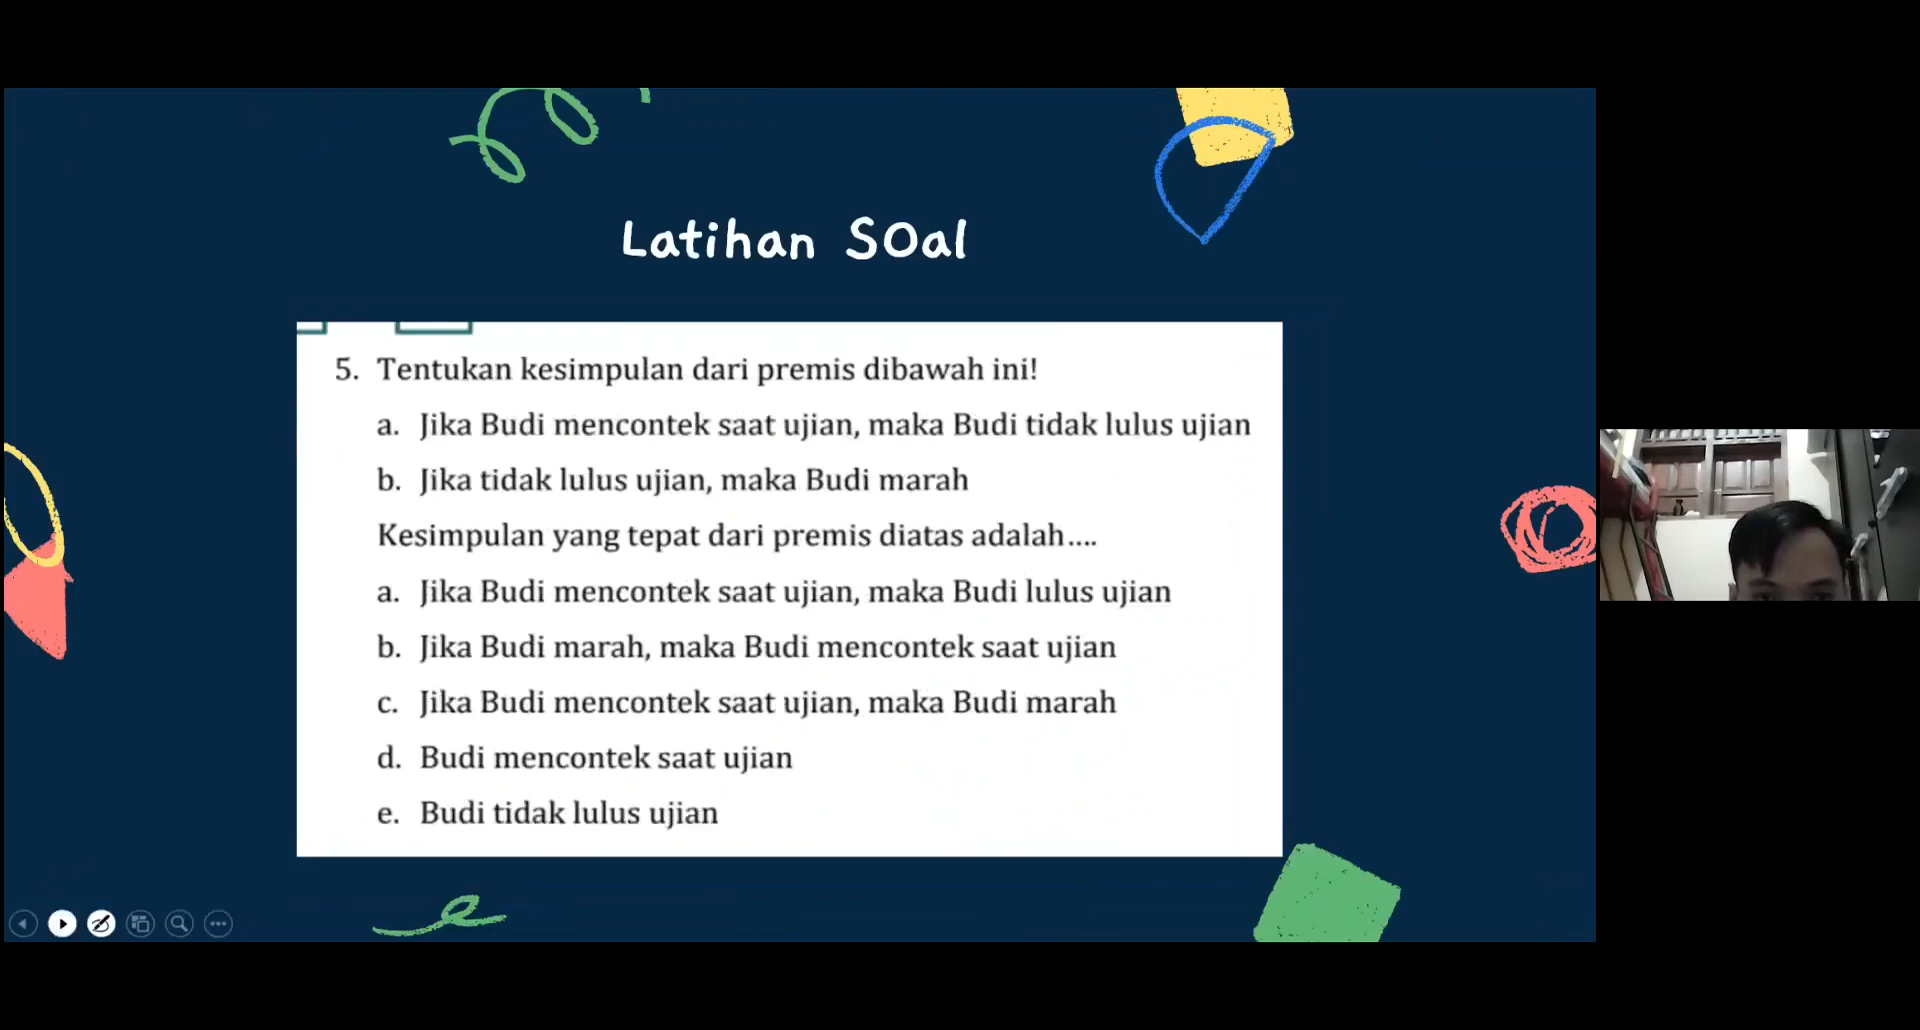 Latihan SOal
5. Tentukan kesimpulan dari premis dibawah ini!
a. Jika Budi mencontek saat ujian, maka Budi tidak lulus ujian
b. Jika tidak lulus ujian, maka Budi marah
Kesimpulan yang tepat dari premis diatas adalah....
a. Jika Budi mencontek saat ujian, maka Budi lulus ujian
b. Jika Budi marah, maka Budi mencontek saat ujian
c. Jika Budi mencontek saat ujian, maka Budi marah
d. Budi mencontek saat ujian
e. Budi tidak lulus ujian